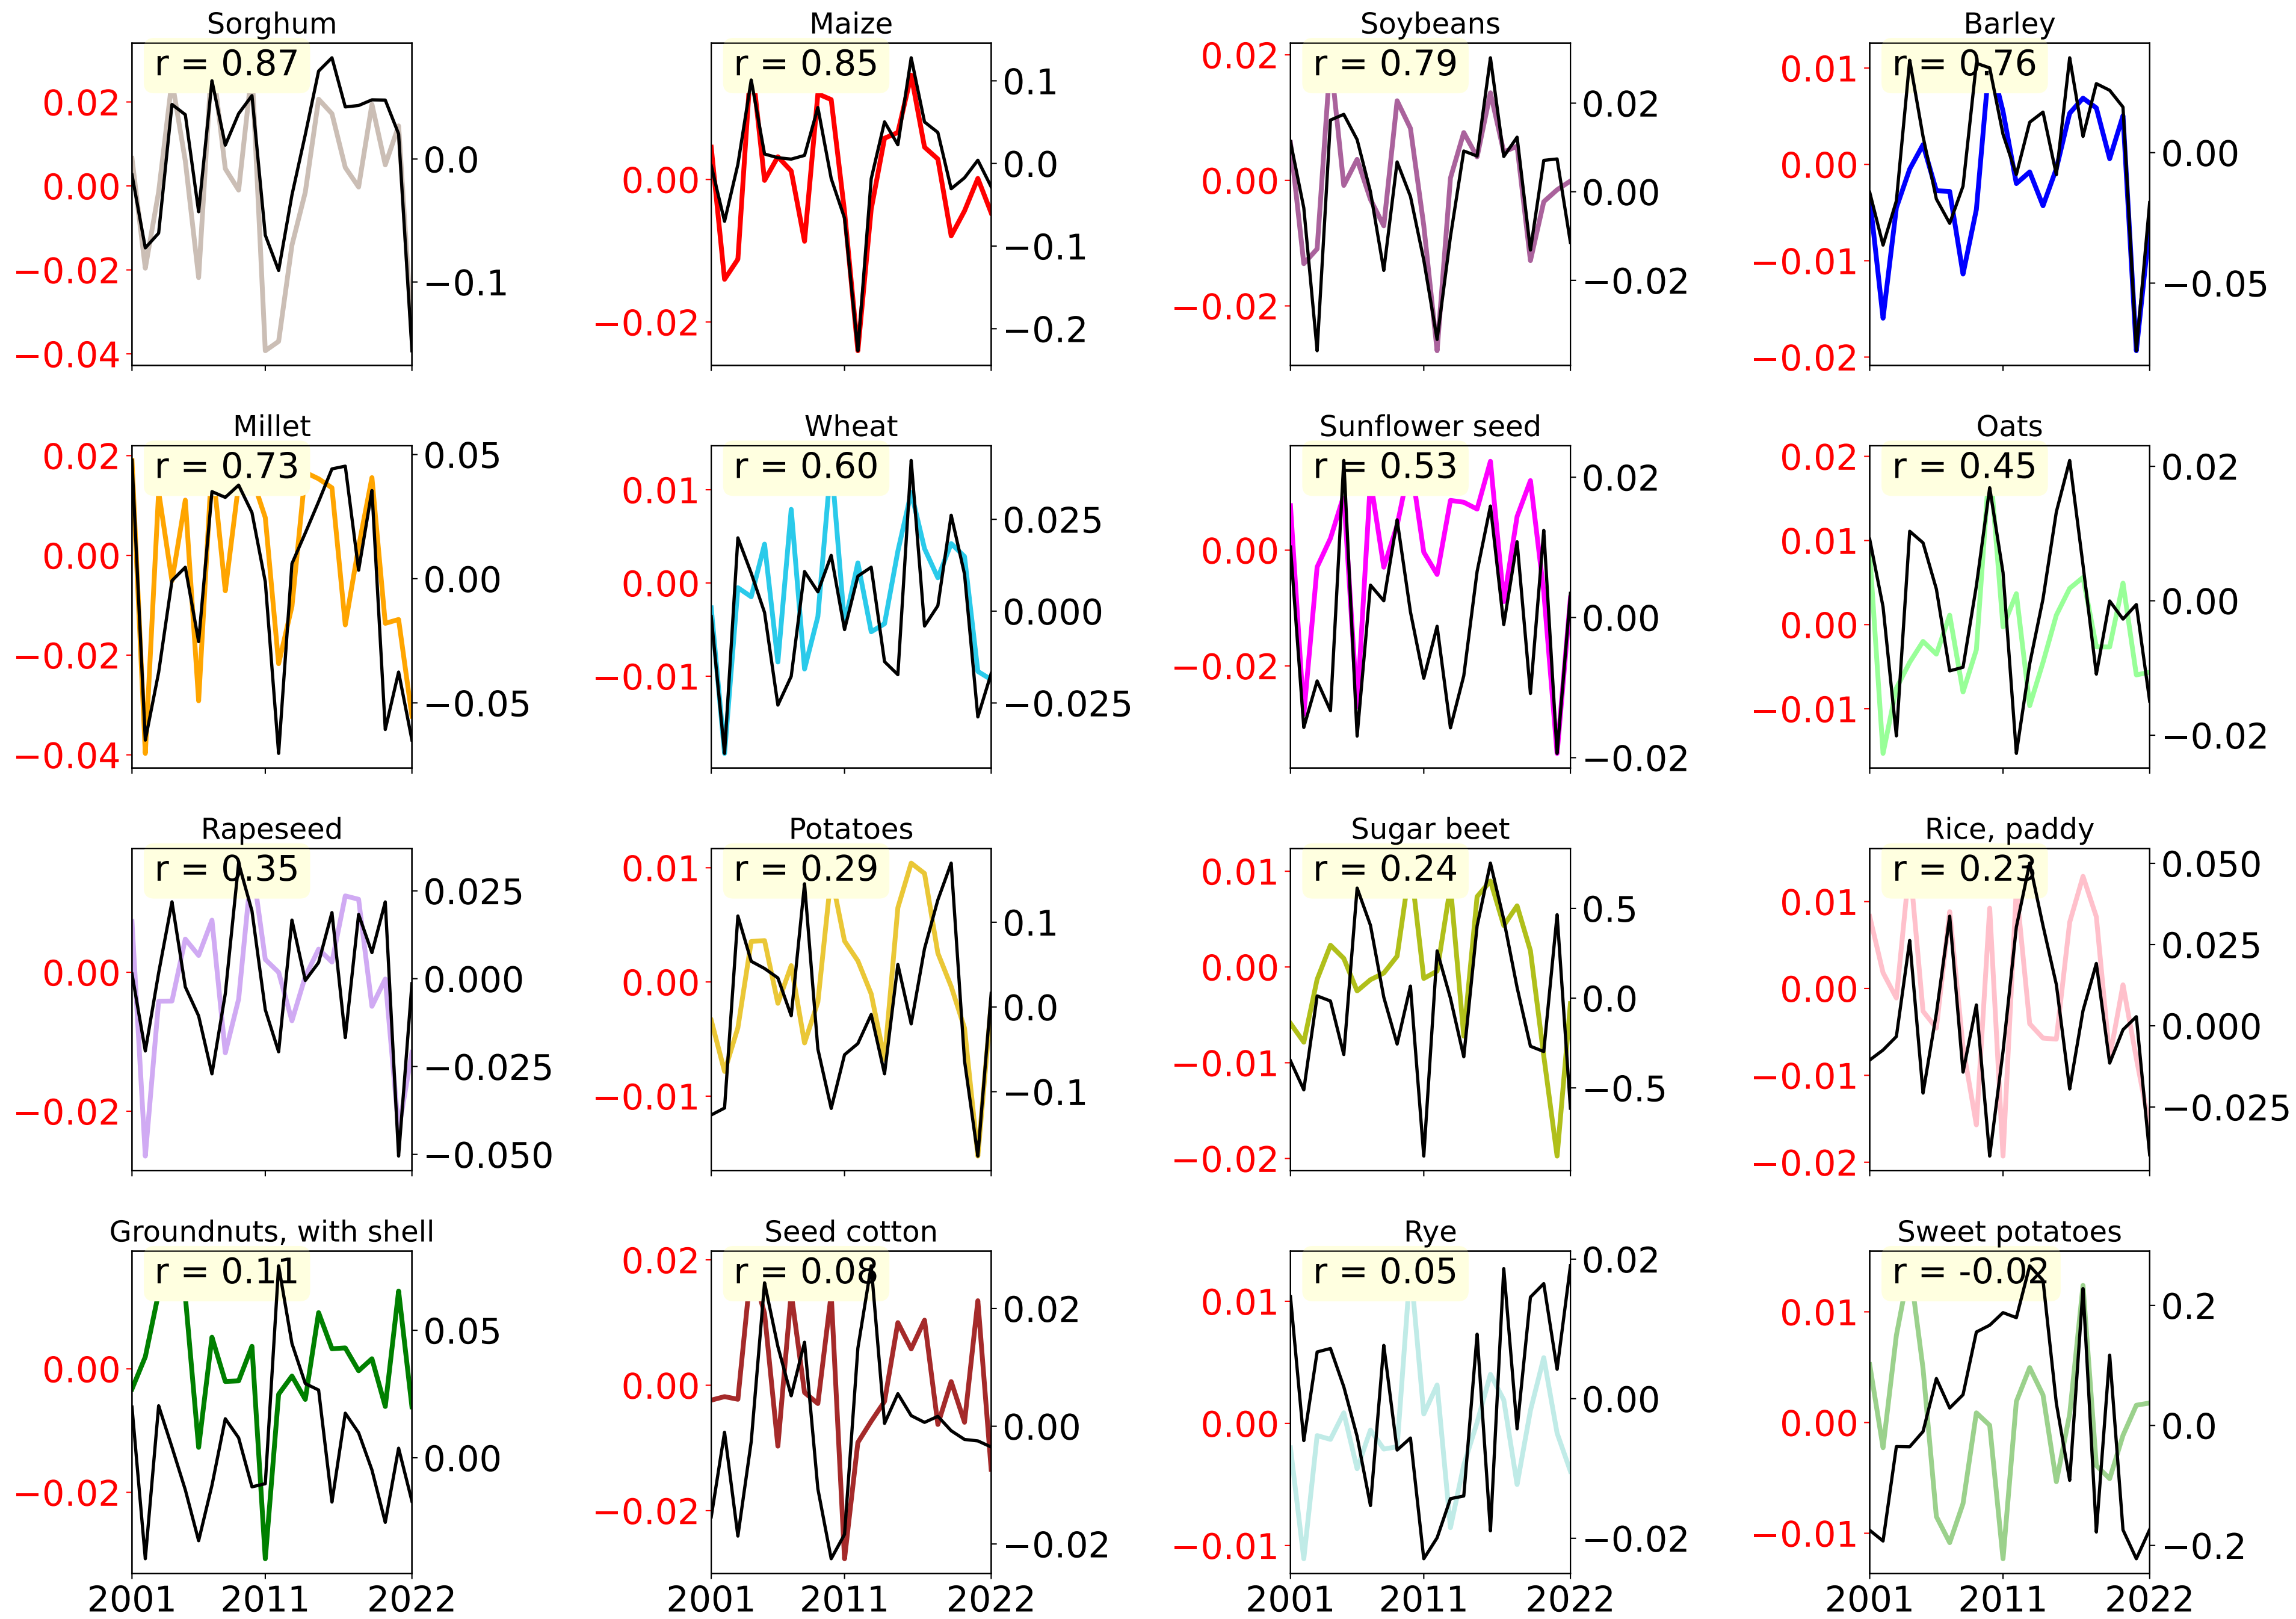 Sorghum
r = 0.87
0.02
0.00
−0.02
−0.04
0.0
−0.1
Maize
r = 0.85
0.00
−0.02
0.1
0.0
−0.1
−0.2
Soybeans
r = 0.79
0.02
0.00
−0.02
0.02
0.00
−0.02
Barley
r = 0.76
0.01
0.00
−0.01
−0.02
0.00
−0.05
Millet
r = 0.73
0.02
0.00
−0.02
−0.04
0.05
0.00
−0.05
Wheat
r = 0.60
0.01
0.00
−0.01
0.025
0.000
−0.025
Sunflower seed
r = 0.53
0.00
−0.02
0.02
0.00
−0.02
Oats
r = 0.45
0.02
0.01
0.00
−0.01
0.02
0.00
−0.02
Rapeseed
r = 0.35
0.00
−0.02
0.025
0.000
−0.025
−0.050
Potatoes
r = 0.29
0.01
0.00
−0.01
0.1
0.0
−0.1
Sugar beet
r = 0.24
0.01
0.00
−0.01
−0.02
0.5
0.0
−0.5
Rice, paddy
r = 0.23
0.01
0.00
−0.01
−0.02
0.050
0.025
0.000
−0.025
Groundnuts, with shell
r = 0.11
0.00
−0.02
0.05
0.00
2001 2011 2022
Seed cotton
r = 0.08
0.02
0.00
−0.02
0.02
0.00
−0.02
2001 2011 2022
Rye
r = 0.05
0.01
0.00
−0.01
0.02
0.00
−0.02
2001 2011 2022
Sweet potatoes
r = -0.02
0.01
0.00
−0.01
0.2
0.0
−0.2
2001 2011 2022